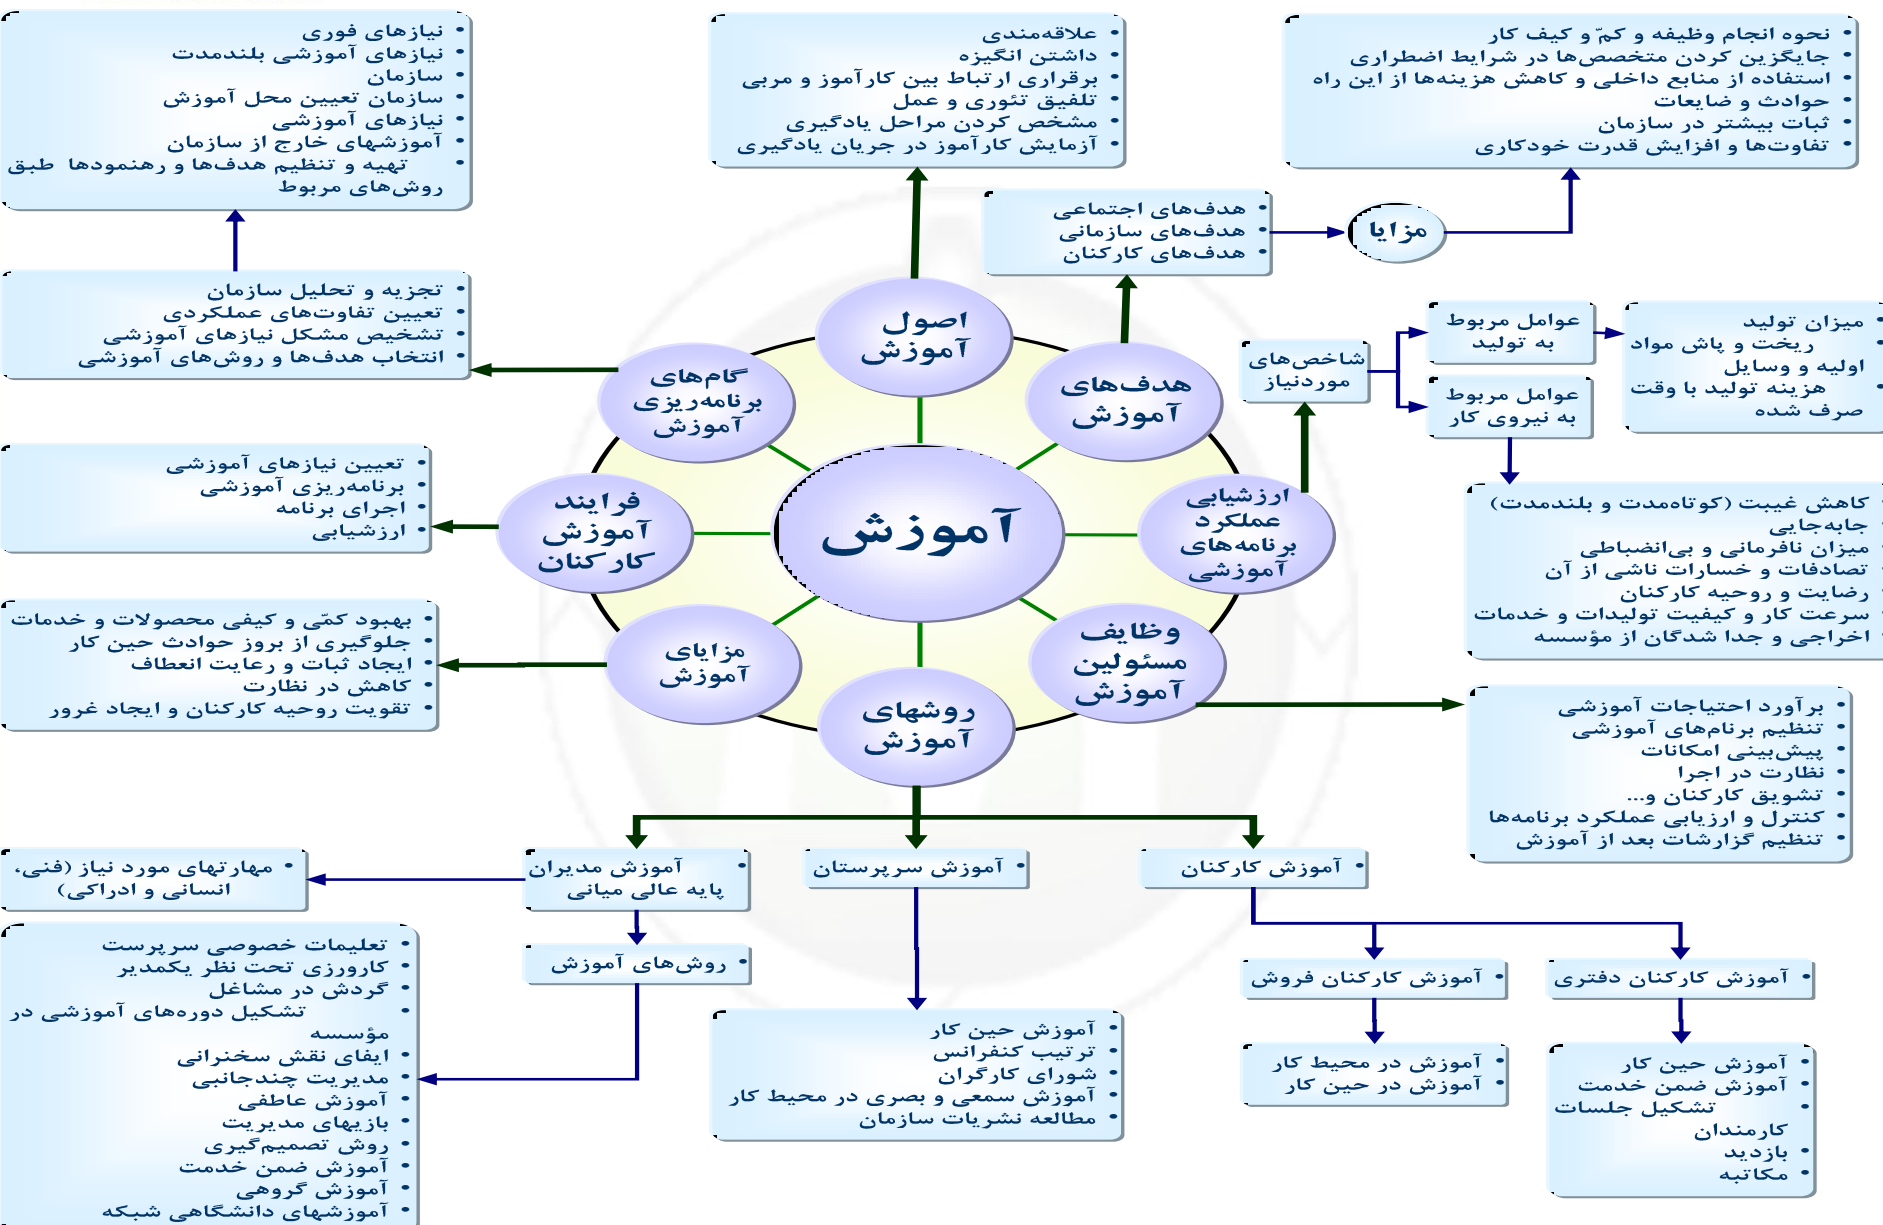 آموزش
اصول
آموزش
• علاقه‌مندی
• داشتن انگیزه
• برقراری ارتباط بین کارآموز و مربی
• تلفیق تئوری و عمل
• مشخص کردن مراحل یادگیری
• آزمایش کارآموز در جریان یادگیری
هدف‌های
آموزش
• هدف‌های اجتماعی
• هدف‌های سازمانی
• هدف‌های کارکنان
مزایا
• نحوه انجام وظیفه و کمّ و کیف کار
• جایگزین کردن متخصص‌ها در شرایط اضطراری
• استفاده از منابع داخلی و کاهش هزینه‌ها از این راه
• حوادث و ضایعات
• ثبات بیشتر در سازمان
• تفاوت‌ها و افزایش قدرت خودکاری
ارزشیابی
عملکرد
برنامه‌های
آموزشی
شاخص‌های
موردنیاز
عوامل مربوط
به تولید
• میزان تولید
• ریخت و پاش مواد
اولیه و وسایل
• هزینه تولید با وقت
صرف شده
عوامل مربوط
به نیروی کار
• کاهش غیبت (کوتاه‌مدت و بلندمدت)
• جابه‌جایی
• میزان نافرمانی و بی‌انضباطی
• تصادفات و خسارات ناشی از آن
• رضایت و روحیه کارکنان
• سرعت کار و کیفیت تولیدات و خدمات
• اخراجی و جدا شدگان از مؤسسه
وظایف
مسئولین
آموزش
• برآورد احتیاجات آموزشی
• تنظیم برنام‌های آموزشی
• پیش‌بینی امکانات
• نظارت در اجرا
• تشویق کارکنان و...
• کنترل و ارزیابی عملکرد برنامه‌ها
• تنظیم گزارشات بعد از آموزش
روشهای
آموزش
• آموزش کارکنان
• آموزش کارکنان دفتری
• آموزش حین کار
• آموزش ضمن خدمت
• تشکیل جلسات
کارمندان
• بازدید
• مکاتبه
• آموزش کارکنان فروش
• آموزش در محیط کار
• آموزش در حین کار
• آموزش سرپرستان
• آموزش حین کار
• ترتیب کنفرانس
• شورای کارگران
• آموزش سمعی و بصری در محیط کار
• مطالعه نشریات سازمان
• آموزش مدیران
پایه عالی میانی
• مهارتهای مورد نیاز (فنی،
انسانی و ادراکی)
• روش‌های آموزش
• تعلیمات خصوصی سرپرست
• کارورزی تحت نظر یکمدیر
• گردش در مشاغل
• تشکیل دوره‌های آموزشی در
مؤسسه
• ایفای نقش سخنرانی
• مدیریت چندجانبی
• آموزش عاطفی
• بازیهای مدیریت
• روش تصمیم‌گیری
• آموزش ضمن خدمت
• آموزش گروهی
• آموزشهای دانشگاهی شبکه
مزایای
آموزش
• بهبود کمّی و کیفی محصولات و خدمات
• جلوگیری از بروز حوادث حین کار
• ایجاد ثبات و رعایت انعطاف
• کاهش در نظارت
• تقویت روحیه کارکنان و ایجاد غرور
فرایند
آموزش
کارکنان
• تعیین نیازهای آموزشی
• برنامه‌ریزی آموزشی
• اجرای برنامه
• ارزشیابی
گام‌های
برنامه‌ریزی
آموزش
• تجزیه و تحلیل سازمان
• تعیین تفاوت‌های عملکردی
• تشخیص مشکل نیازهای آموزشی
• انتخاب هدف‌ها و روش‌های آموزشی
• نیازهای فوری
• نیازهای آموزشی بلندمدت
• سازمان
• سازمان تعیین محل آموزش
• نیازهای آموزشی
• آموزشهای خارج از سازمان
• تهیه و تنظیم هدف‌ها و رهنمودها طبق
روش‌های مربوط